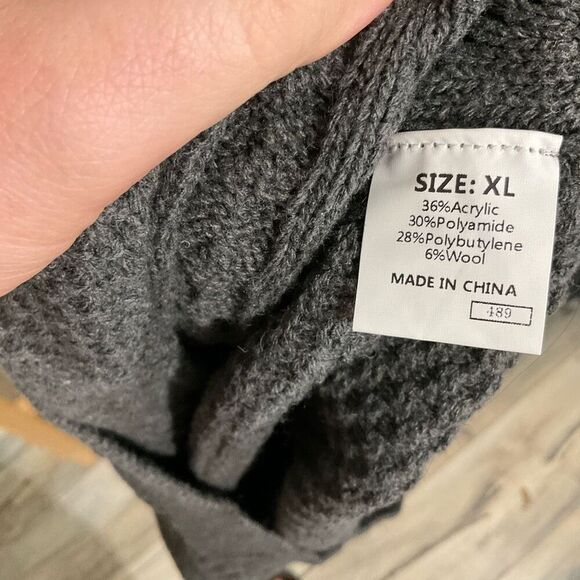 SIZE: XL
36%Acrylic
30%Polyamide
28%Polybutylene
6%Wool
MADE IN CHINA
489